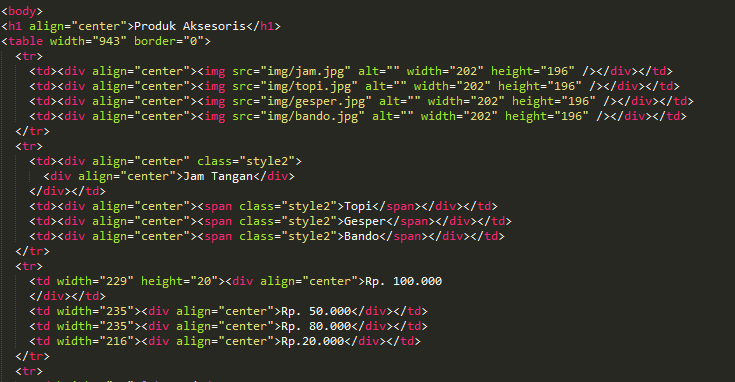 <body>
<h1 align="center">Produk Aksesoris</h1>
<table width="943" border="0">
<tr>
<td><div align="center"><img src="img/jam.jpg" alt="" width="202" height="196" /></div></td>
<td><div align="center"><img src="img/topi.jpg" alt="" width="202" height="196" /></div></td>
<td><div align="center"><img src="img/gesper.jpg" alt="" width="202" height="196" /></div></td>
<td><div align="center"><img src="img/bando.jpg" alt="" width="202" height="196" /></div></td>
</tr>
<tr>
<td><div align="center" class="style2">
<div align="center">Jam Tangan</div>
</div></td>
<td><div align="center"><span class="style2">Topi</span></div></td>
<td><div align="center"><span class="style2">Gesper</span></div></td>
<td><div align="center"><span class="style2">Bando</span></div></td>
</tr>
<tr>
<td width="229" height="20"><div align="center">Rp. 100.000
</div></td>
<td width="235"><div align="center">Rp. 50.000</div></td>
<td width="235"><div align="center">Rp. 80.000</div></td>
<td width="216"><div align="center">Rp.20.000</div></td>
</tr>
<tr>